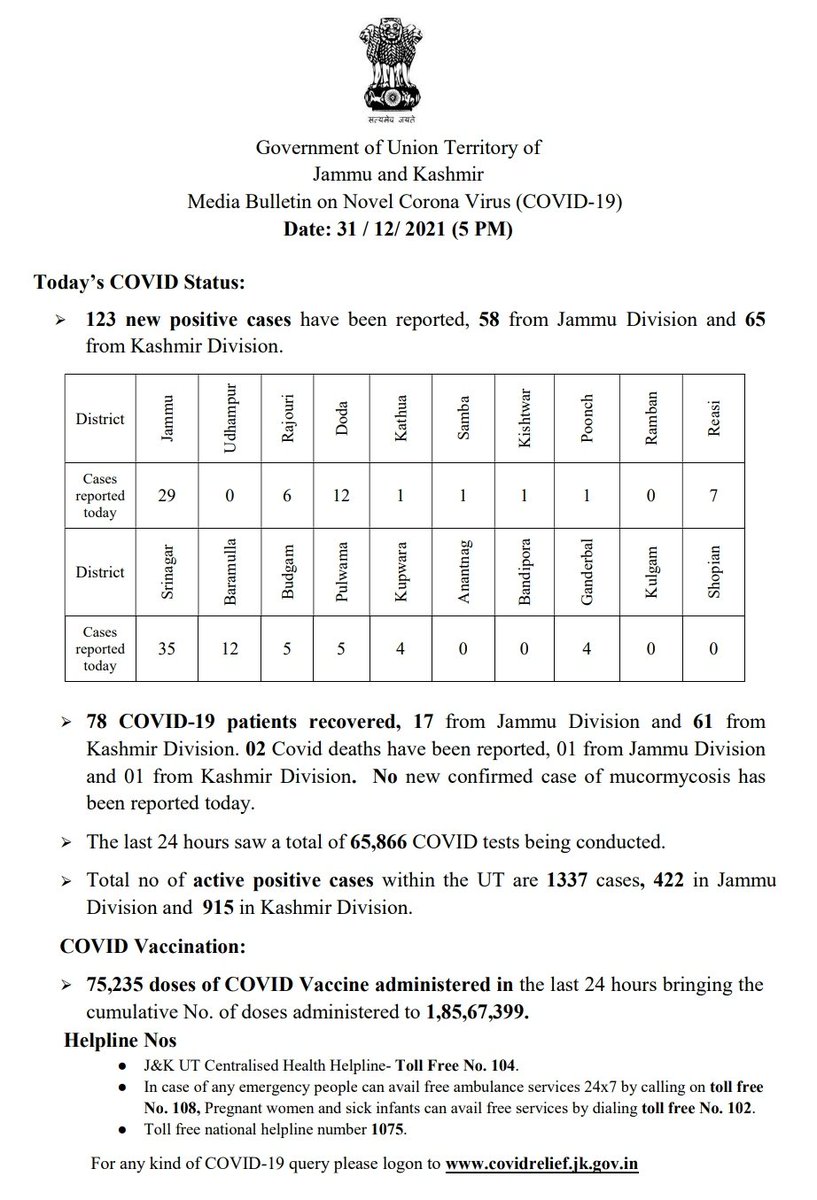 सत्यमेव जयते
Government of Union Territory of
Jammu and Kashmir
Media Bulletin on Novel Corona Virus (COVID-19)
Date: 31 / 12/ 2021 (5 PM)
Today’s COVID Status:
➢ 123 new positive cases have been reported, 58 from Jammu Division and 65
from Kashmir Division.
District Jammu Udhampur Rajouri Doda Kathua Samba Kishtwar Poonch Ramban Reasi
Cases
reported
today
29 0 6 12 1 1 1 1 0 7
District Srinagar Baramulla Budgam Pulwama Kupwara Anantnag Bandipora Ganderbal Kulgam Shopian
Cases
reported
today
35 12 5 5 4 0 0 4 0 0
➢ 78 COVID-19 patients recovered, 17 from Jammu Division and 61 from
Kashmir Division. 02 Covid deaths have been reported, 01 from Jammu Division
and 01 from Kashmir Division. No new confirmed case of mucormycosis has
been reported today.
➢ The last 24 hours saw a total of 65,866 COVID tests being conducted.
➢ Total no of active positive cases within the UT are 1337 cases, 422 in Jammu
Division and 915 in Kashmir Division.
COVID Vaccination:
➢ 75,235 doses of COVID Vaccine administered in the last 24 hours bringing the
cumulative No. of doses administered to 1,85,67,399.
Helpline Nos
● J&K UT Centralised Health Helpline- Toll Free No. 104.
● In case of any emergency people can avail free ambulance services 24x7 by calling on toll free
No. 108, Pregnant women and sick infants can avail free services by dialing toll free No. 102.
● Toll free national helpline number 1075.
For any kind of COVID-19 query please logon to www.covidrelief.jk.gov.in